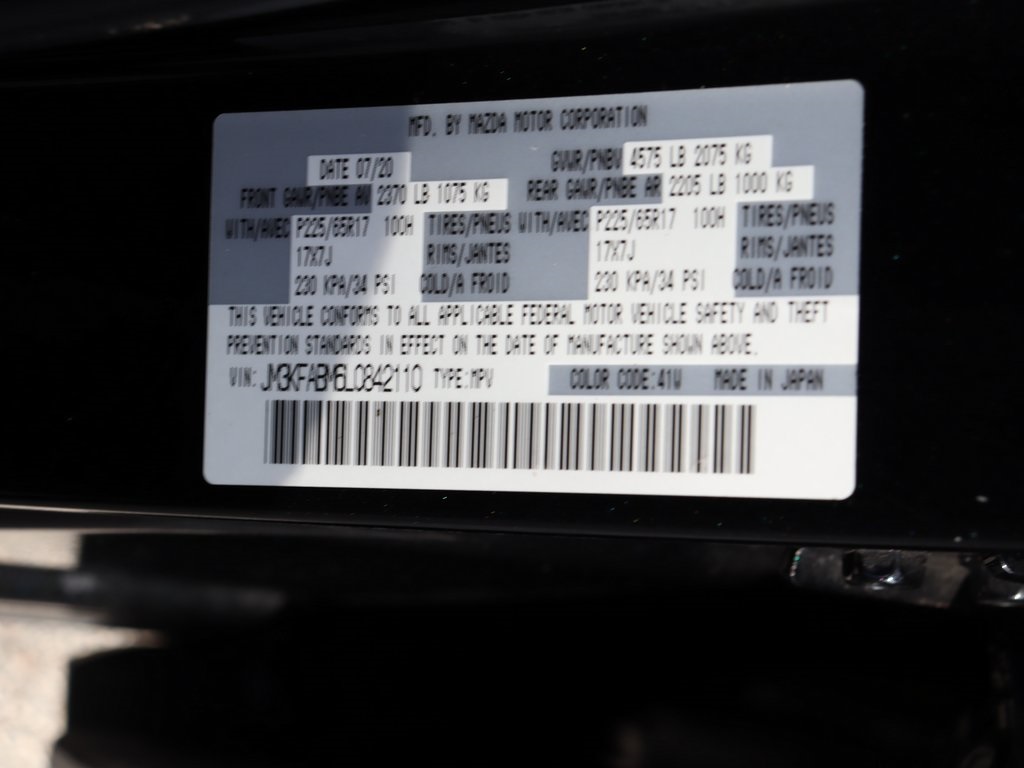 MFD. BY MAZDA MOTOR CORPORATION
DATE 07/20 GVWR/PNBV 4575 LB 2075 KG
FRONT GAWR/PNBE AV 2370 LB 1075 KG REAR GAWR/PNBE AR 2205 LB 1000 KG
WITH/AVEC P225/65R17 100H TIRES/PNEUS WITH/AVEC P225/65R17 100H TIRES/PNEUS
17X7J RIMS/JANTES 17X7J RIMS/JANTES
230 KPA/34 PSI COLD/A FROID 230 KPA/34 PSI COLD/A FROID
THIS VEHICLE CONFORMS TO ALL APPLICABLE FEDERAL MOTOR VEHICLE SAFETY AND THEFT
PREVENTION STANDARDS IN EFFECT ON THE DATE OF MANUFACTURE SHOWN ABOVE.
VIN: JM3KFABM6L0842110 TYPE:MPV COLOR CODE:41W MADE IN JAPAN